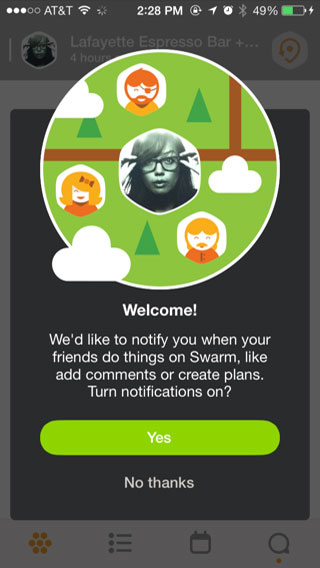 AT&T 2:28 PM 49%
Lafayette Espresso Bar +...
4 hours
Welcome!
We'd like to notify you when your
friends do things on Swarm, like
add comments or create plans.
Turn notifications on?
Yes
No thanks